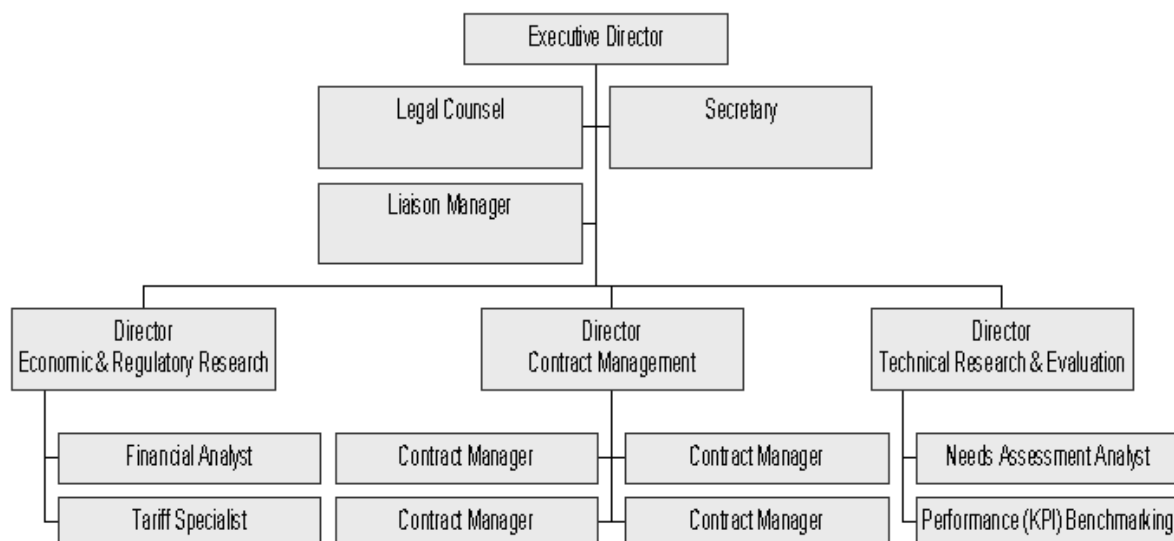 Executive Director
Legal Counsel
Secretary
Liaison Manager
Director
Economic & Regulatory Research
Director
Contract Management
Director
Technical Research & Evaluation
Financial Analyst
Contract Manager
Contract Manager
Needs Assessment Analyst
Tariff Specialist
Contract Manager
Contract Manager
Performance (KPI) Benchmarking